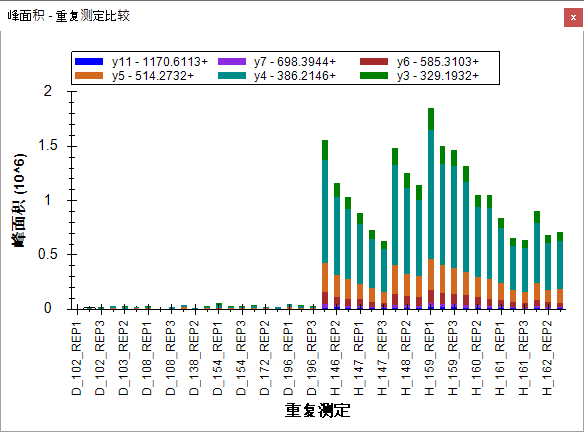 峰面积 - 重复测定比较
x
y11 - 1170.6113+ y7 - 698.3944+ y6 - 585.3103+
y5 - 514.2732+ y4 - 386.2146+ y3 - 329.1932+
峰面积 (10^6)
2
1.5
1
0.5
0
D_102_REP1
D_102_REP3
D_103_REP2
D_108_REP1
D_108_REP3
D_138_REP2
D_154_REP1
D_154_REP3
D_172_REP2
D_196_REP1
D_196_REP3
H_146_REP2
H_147_REP1
H_147_REP3
H_148_REP2
H_159_REP1
H_159_REP3
H_160_REP2
H_161_REP1
H_161_REP3
H_162_REP2
重复测定